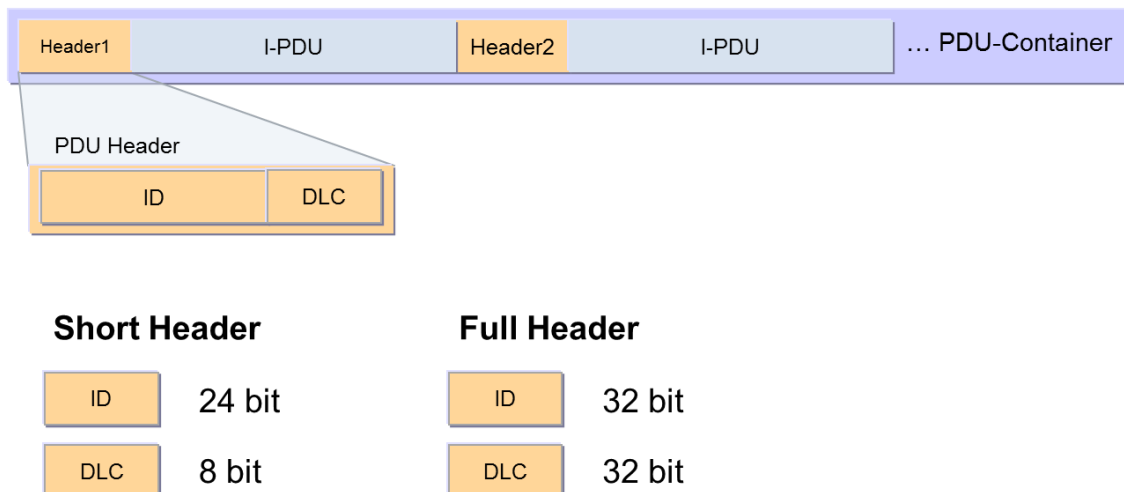 Header1 I-PDU Header2 I-PDU ... PDU-Container
PDU Header
ID DLC
Short Header Full Header
ID 24 bit ID 32 bit
DLC 8 bit DLC 32 bit